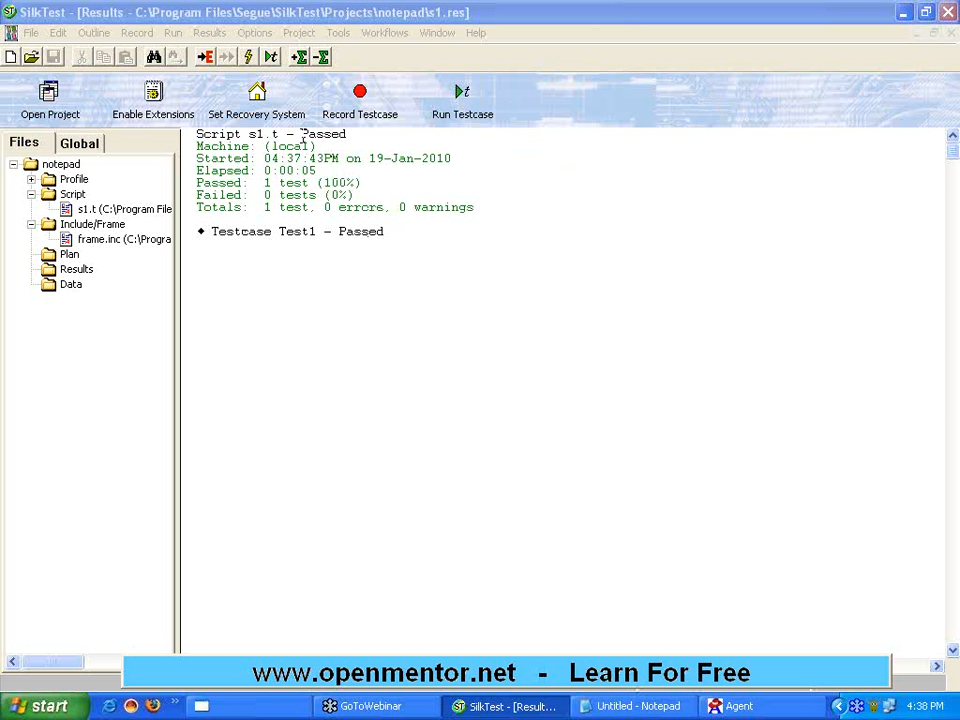 SilkTest - [Results - C:\Program Files\Segue\SilkTest\Projects\notepad\s1.res]
File Edit Outline Record Run Results Options Project Tools Workflows Window Help
Open Project Enable Extensions Set Recovery System Record Testcase Run Testcase
Files Global
notepad
Profile
Script
s1.t (C:\Program File
Include/Frame
frame.inc (C:\Progra
Plan
Results
Data
Script s1.t - Passed
Machine: (local)
Started: 04:37:43PM on 19-Jan-2010
Elapsed: 0:00:05
Passed: 1 test (100%)
Failed: 0 tests (0%)
Totals: 1 test, 0 errors, 0 warnings
Testcase Test1 - Passed
www.openmentor.net - Learn For Free
start GoToWebinar SilkTest - [Result... Untitled - Notepad Agent 4:38 PM